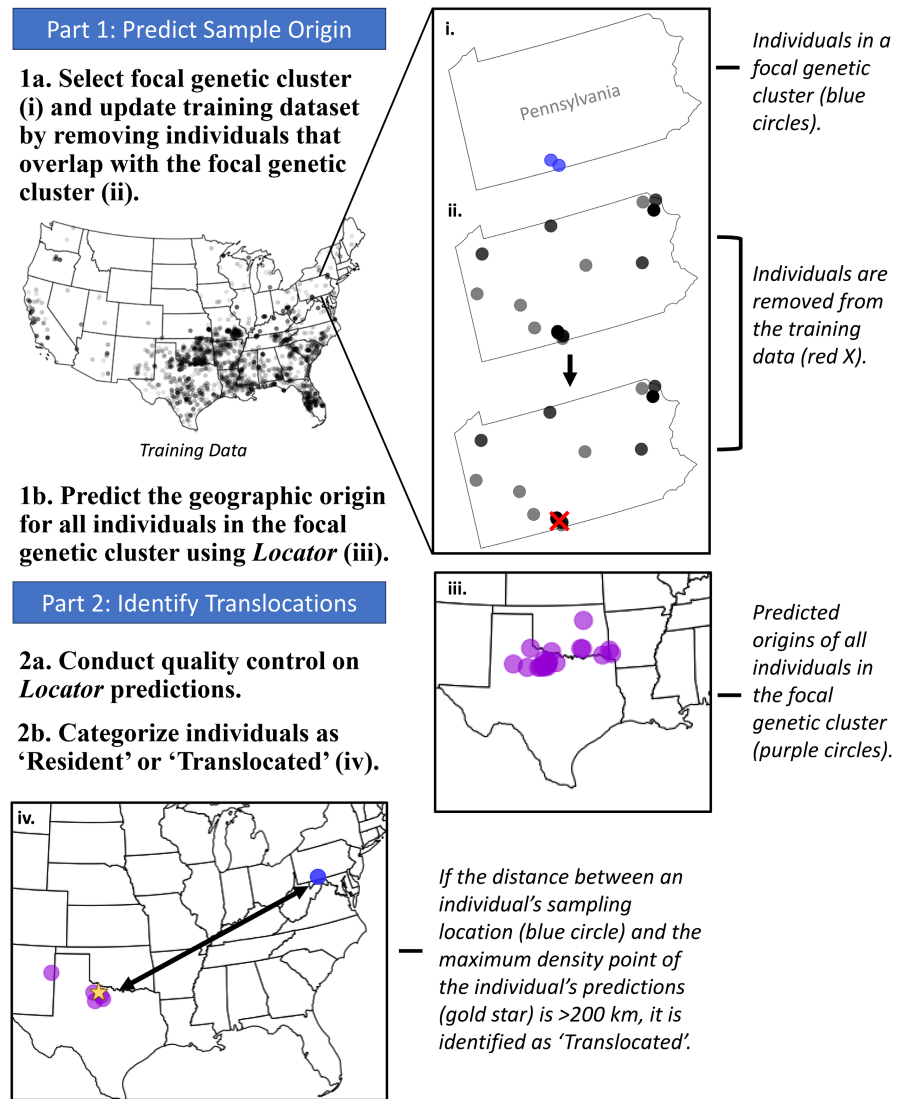 Part 1: Predict Sample Origin
1a. Select focal genetic cluster
(i) and update training dataset
by removing individuals that
overlap with the focal genetic
cluster (ii).
Training Data
1b. Predict the geographic origin
for all individuals in the focal
genetic cluster using Locator (iii).
i.
Pennsylvania
Individuals in a
focal genetic
cluster (blue
circles).
ii.
Individuals are
removed from
the training
data (red X).
Part 2: Identify Translocations
2a. Conduct quality control on
Locator predictions.
2b. Categorize individuals as
‘Resident’ or ‘Translocated’ (iv).
iii.
Predicted
origins of all
individuals in
the focal
genetic cluster
(purple circles).
iv.
If the distance between an
individual’s sampling
location (blue circle) and the
maximum density point of
the individual’s predictions
(gold star) is >200 km, it is
identified as ‘Translocated’.